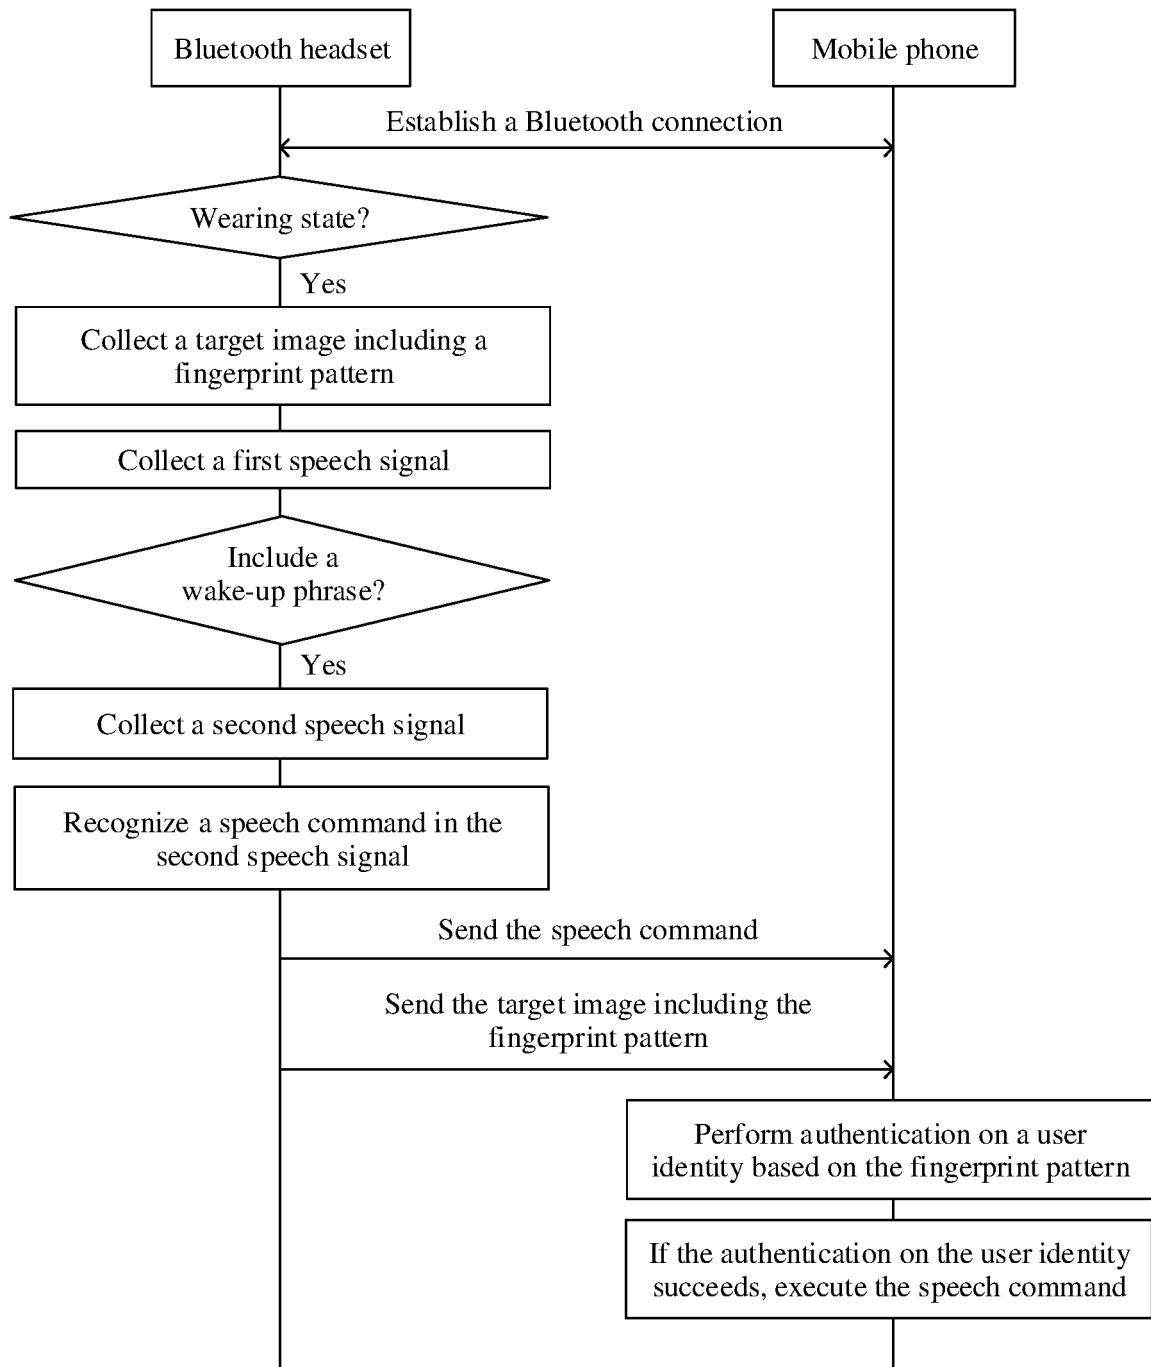 Bluetooth headset
Mobile phone
Establish a Bluetooth connection
Wearing state?
Yes
Collect a target image including a
fingerprint pattern
Collect a first speech signal
Include a
wake-up phrase?
Yes
Collect a second speech signal
Recognize a speech command in the
second speech signal
Send the speech command
Send the target image including the
fingerprint pattern
Perform authentication on a user
identity based on the fingerprint pattern
If the authentication on the user identity
succeeds, execute the speech command